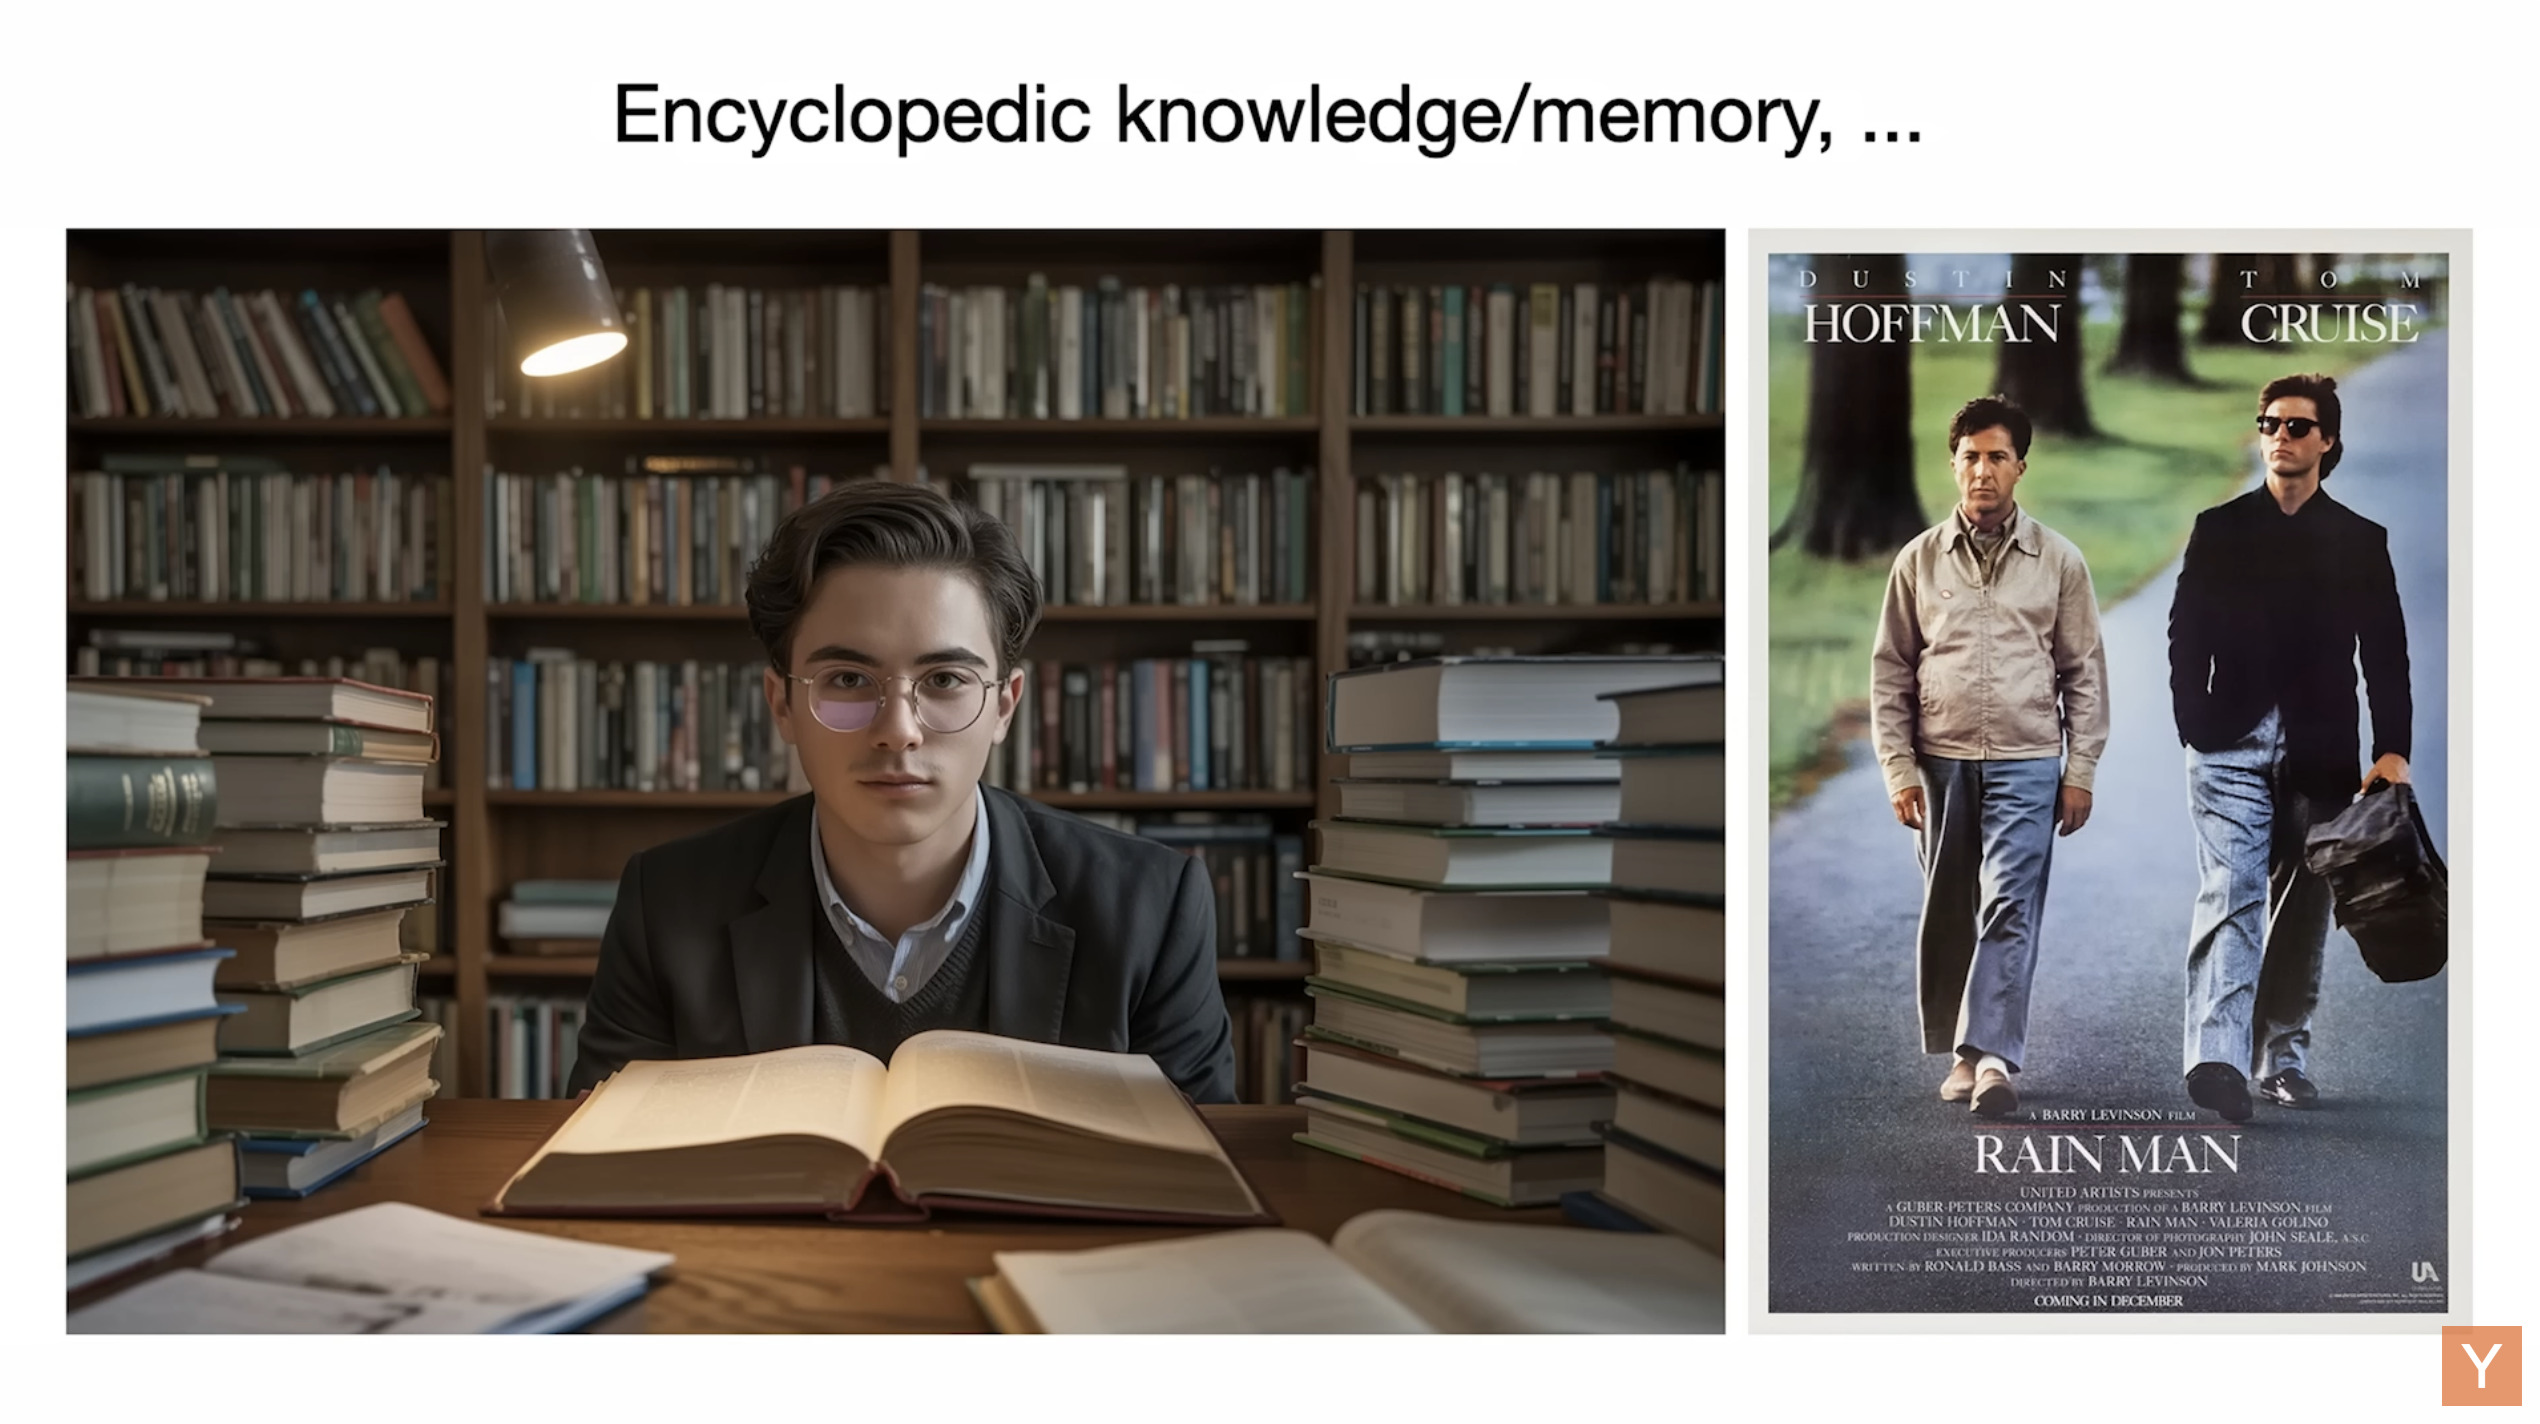 Encyclopedic knowledge/memory, ...
DUSTIN
HOFFMAN
TOM
CRUISE
A BARRY LEVINSON FILM
RAIN MAN
UNITED ARTISTS PRESENTS
A GUBER-PETERS COMPANY PRODUCTION OF A BARRY LEVINSON FILM
DUSTIN HOFFMAN · TOM CRUISE · RAIN MAN · VALERIA GOLINO
PRODUCTION DESIGNER IDA RANDOM · DIRECTOR OF PHOTOGRAPHY JOHN SEALE, A.S.C.
EXECUTIVE PRODUCERS PETER GUBER AND JON PETERS
WRITTEN BY RONALD BASS AND BARRY MORROW · PRODUCED BY MARK JOHNSON
DIRECTED BY BARRY LEVINSON
UA
COMING IN DECEMBER
Y